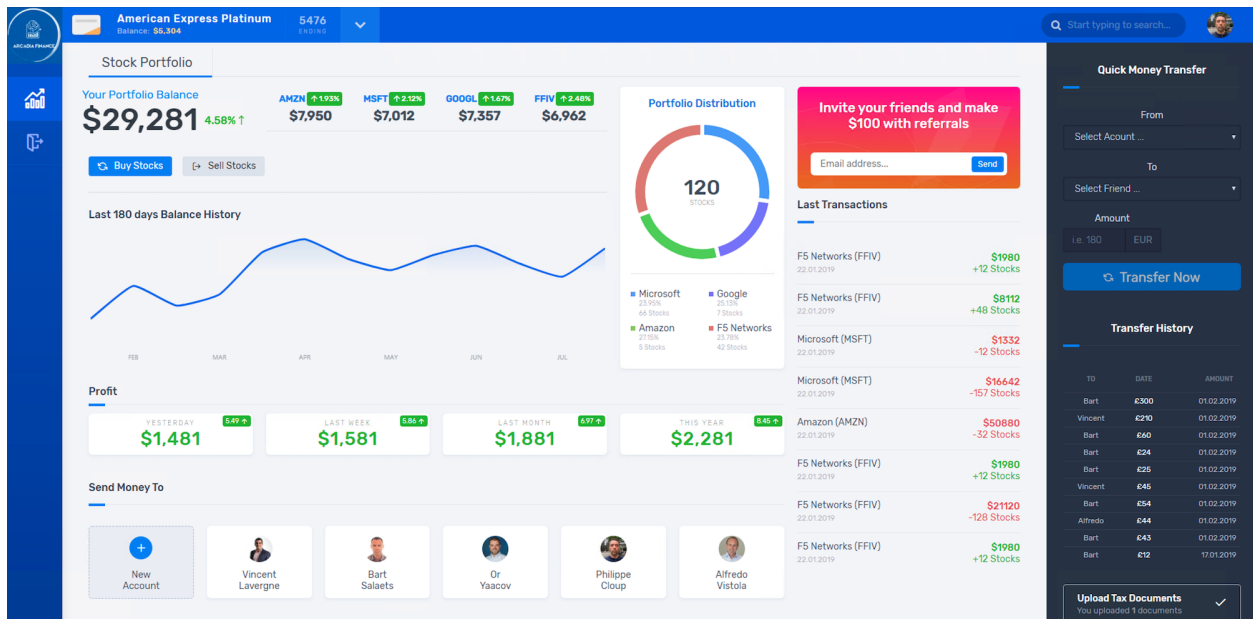 ARCADIA FINANCE
American Express Platinum
Balance: $5,304
5476
ENDING
Start typing to search...
Stock Portfolio
Your Portfolio Balance
$29,281 4.58% ↑
AMZN ↑ 1.93%
$7,950
MSFT ↑ 2.12%
$7,012
GOOGL ↑ 1.67%
$7,357
FFIV ↑ 2.48%
$6,962
Buy Stocks
Sell Stocks
Last 180 days Balance History
FEB MAR APR MAY JUN JUL
Portfolio Distribution
120
STOCKS
Microsoft
23.95%
66 Stocks
Google
25.13%
7 Stocks
Amazon
27.15%
5 Stocks
F5 Networks
23.78%
42 Stocks
Profit
YESTERDAY
5.49 ↑
$1,481
LAST WEEK
5.86 ↑
$1,581
LAST MONTH
6.97 ↑
$1,881
THIS YEAR
8.45 ↑
$2,281
Send Money To
New
Account
Vincent
Lavergne
Bart
Salaets
Or
Yaacov
Philippe
Cloup
Alfredo
Vistola
Invite your friends and make
$100 with referrals
Email address...
Send
Last Transactions
F5 Networks (FFIV) $1980
22.01.2019 +12 Stocks
F5 Networks (FFIV) $8112
22.01.2019 +48 Stocks
Microsoft (MSFT) $1332
22.01.2019 -12 Stocks
Microsoft (MSFT) $16642
22.01.2019 -157 Stocks
Amazon (AMZN) $50880
22.01.2019 -32 Stocks
F5 Networks (FFIV) $1980
22.01.2019 +12 Stocks
F5 Networks (FFIV) $21120
22.01.2019 -128 Stocks
F5 Networks (FFIV) $1980
22.01.2019 +12 Stocks
Quick Money Transfer
From
Select Acount ...
To
Select Friend ...
Amount
i.e. 180 EUR
Transfer Now
Transfer History
TO DATE AMOUNT
Bart £300 01.02.2019
Vincent £210 01.02.2019
Bart £60 01.02.2019
Bart £24 01.02.2019
Bart £25 01.02.2019
Vincent £45 01.02.2019
Bart £54 01.02.2019
Alfredo £44 01.02.2019
Bart £43 01.02.2019
Bart £12 17.01.2019
Upload Tax Documents
You uploaded 1 documents